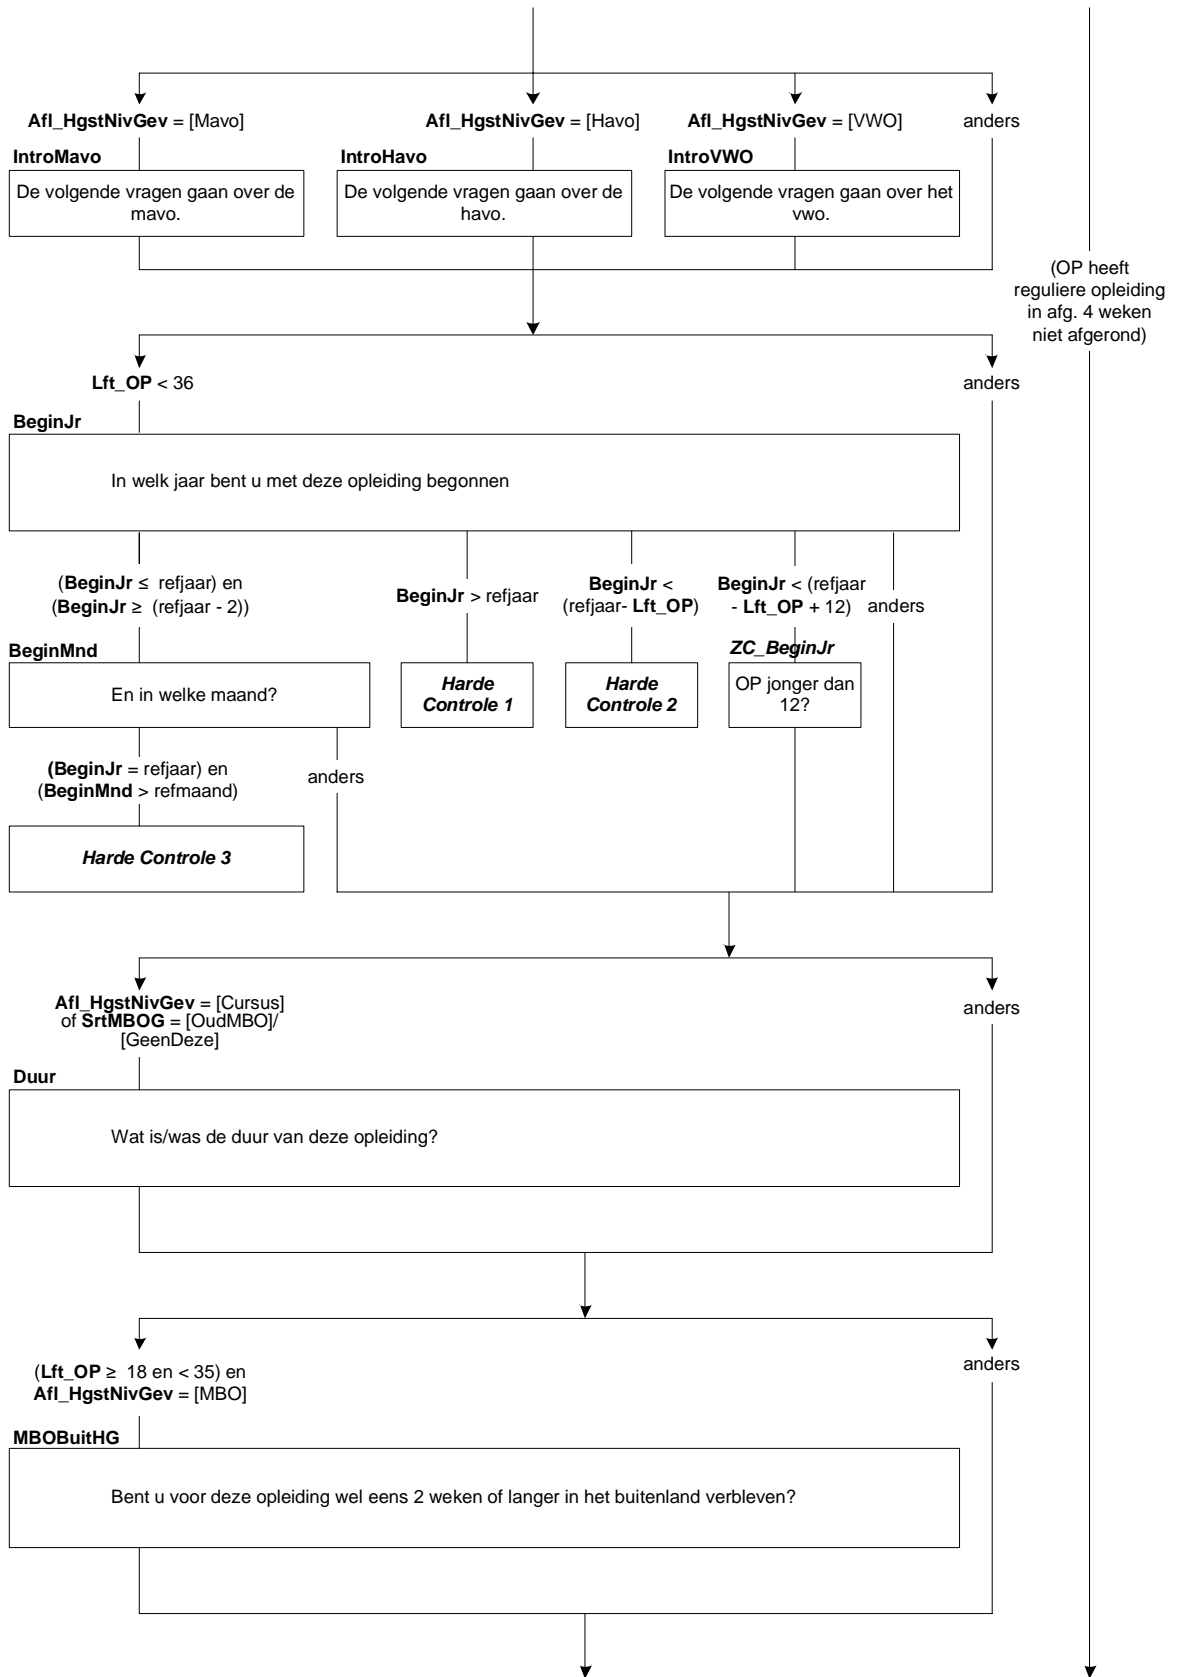 Afl_HgstNivGev = [Mavo]
Afl_HgstNivGev = [Havo]
Afl_HgstNivGev = [VWO]
anders
IntroMavo
De volgende vragen gaan over de
mavo.
IntroHavo
De volgende vragen gaan over de
havo.
IntroVWO
De volgende vragen gaan over het
vwo.
(OP heeft
reguliere opleiding
in afg. 4 weken
niet afgerond)
Lft_OP < 36
anders
BeginJr
In welk jaar bent u met deze opleiding begonnen
(BeginJr ≤ refjaar) en
(BeginJr ≥ (refjaar - 2))
BeginJr > refjaar
BeginJr <
(refjaar- Lft_OP)
BeginJr < (refjaar
- Lft_OP + 12)
anders
BeginMnd
En in welke maand?
Harde
Controle 1
Harde
Controle 2
ZC_BeginJr
OP jonger dan
12?
(BeginJr = refjaar) en
(BeginMnd > refmaand)
anders
Harde Controle 3
Afl_HgstNivGev = [Cursus]
of SrtMBOG = [OudMBO]/
[GeenDeze]
anders
Duur
Wat is/was de duur van deze opleiding?
(Lft_OP ≥ 18 en < 35) en
Afl_HgstNivGev = [MBO]
anders
MBOBuitHG
Bent u voor deze opleiding wel eens 2 weken of langer in het buitenland verbleven?